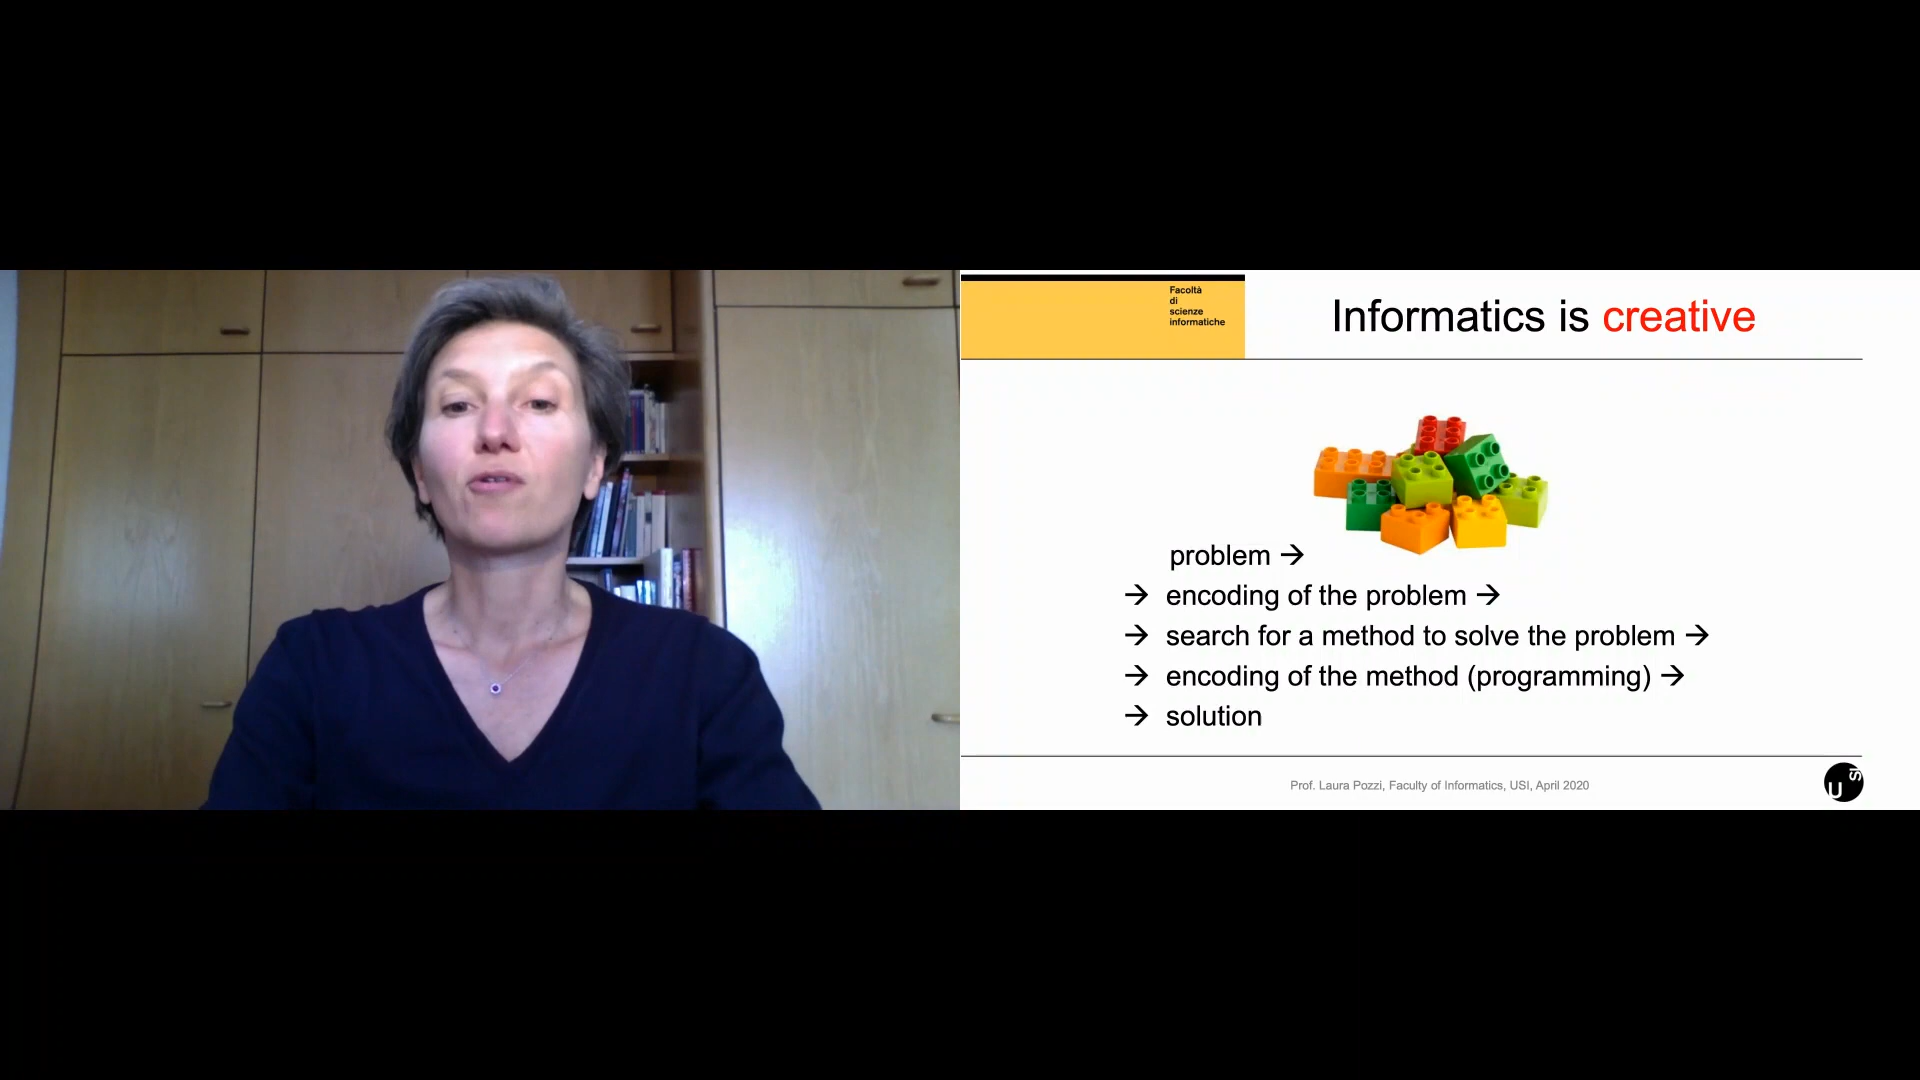 Facoltà
di
scienze
informatiche
Informatics is creative
problem →
→ encoding of the problem →
→ search for a method to solve the problem →
→ encoding of the method (programming) →
→ solution
Prof. Laura Pozzi, Faculty of Informatics, USI, April 2020
U SI